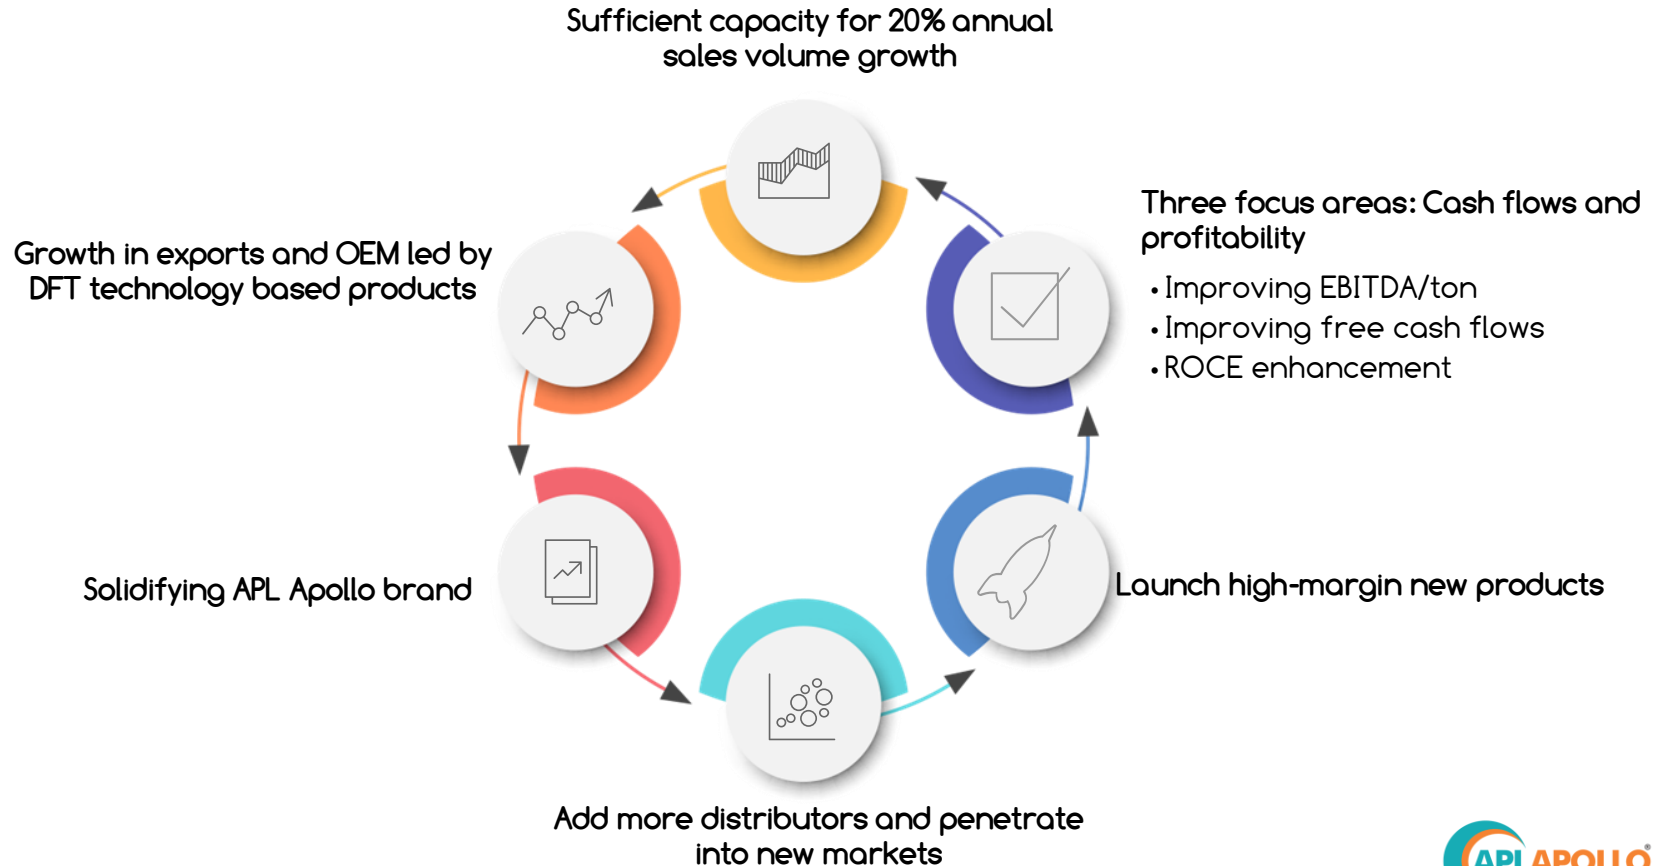 Sufficient capacity for 20% annual
sales volume growth
Three focus areas: Cash flows and
profitability
• Improving EBITDA/ton
• Improving free cash flows
• ROCE enhancement
Growth in exports and OEM led by
DFT technology based products
Solidifying APL Apollo brand
Launch high-margin new products
Add more distributors and penetrate
into new markets
APL APOLLO®